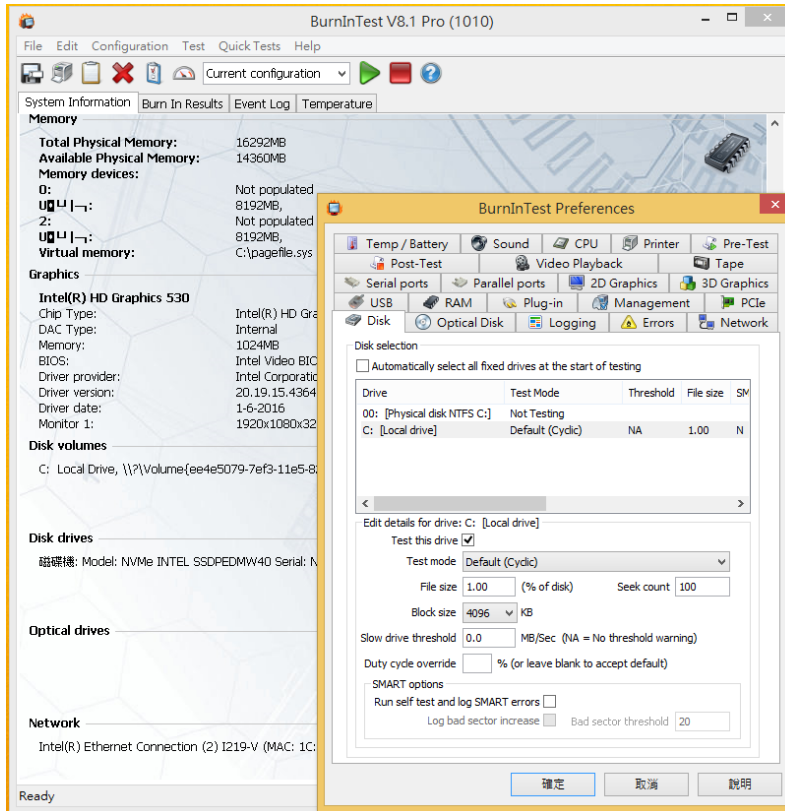 BurnInTest V8.1 Pro (1010)
File Edit Configuration Test Quick Tests Help
Current configuration
System Information Burn In Results Event Log Temperature
Memory
Total Physical Memory: 16292MB
Available Physical Memory: 14360MB
Memory devices:
0: Not populated
8192MB,
2: Not populated
8192MB,
Virtual memory: C:\pagefile.sys
Graphics
Intel(R) HD Graphics 530
Chip Type: Intel(R) HD Gra
DAC Type: Internal
Memory: 1024MB
BIOS: Intel Video BIO
Driver provider: Intel Corporatio
Driver version: 20.19.15.4364
Driver date: 1-6-2016
Monitor 1: 1920x1080x32
Disk volumes
C: Local Drive, \\?\Volume{ee4e5079-7ef3-11e5-82
Disk drives
磁碟機: Model: NVMe INTEL SSDPEDMW40 Serial: N
Optical drives
Network
Intel(R) Ethernet Connection (2) I219-V (MAC: 1C:
Ready
BurnInTest Preferences
Temp / Battery Sound CPU Printer Pre-Test
Post-Test Video Playback Tape
Serial ports Parallel ports 2D Graphics 3D Graphics
USB RAM Plug-in Management PCIe
Disk Optical Disk Logging Errors Network
Disk selection
Automatically select all fixed drives at the start of testing
Drive Test Mode Threshold File size SM
00: [Physical disk NTFS C:] Not Testing
C: [Local drive] Default (Cyclic) NA 1.00 N
Edit details for drive: C: [Local drive]
Test this drive
Test mode Default (Cyclic)
File size 1.00 (% of disk) Seek count 100
Block size 4096 KB
Slow drive threshold 0.0 MB/Sec (NA = No threshold warning)
Duty cycle override % (or leave blank to accept default)
SMART options
Run self test and log SMART errors
Log bad sector increase Bad sector threshold 20
確定 取消 說明